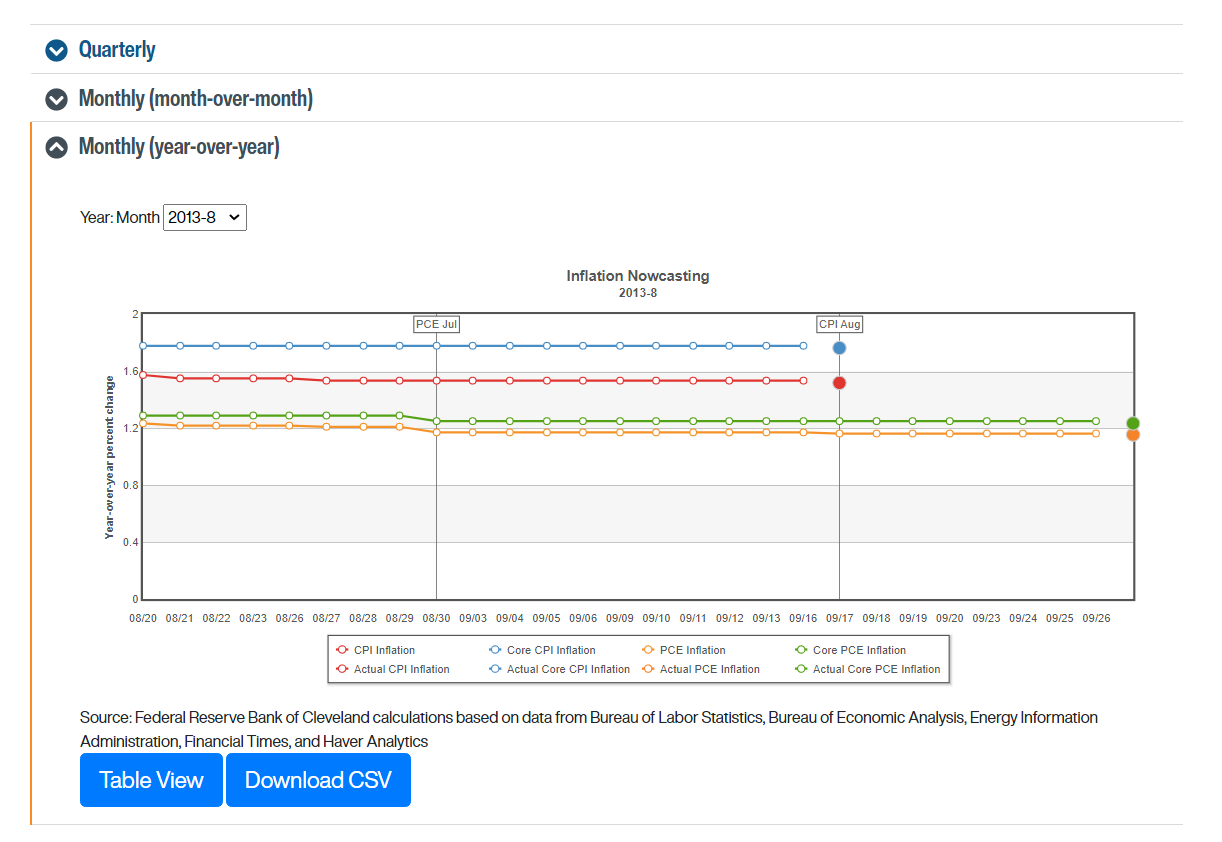 Quarterly
Monthly (month-over-month)
Monthly (year-over-year)
Year: Month 2013-8
Inflation Nowcasting
2013-8
PCE Jul
CPI Aug
Year-over-year percent change
2
1.6
1.2
0.8
0.4
0
08/20 08/21 08/22 08/23 08/26 08/27 08/28 08/29 08/30 09/03 09/04 09/05 09/06 09/09 09/10 09/11 09/12 09/13 09/16 09/17 09/18 09/19 09/20 09/23 09/24 09/25 09/26
CPI Inflation Core CPI Inflation PCE Inflation Core PCE Inflation
Actual CPI Inflation Actual Core CPI Inflation Actual PCE Inflation Actual Core PCE Inflation
Source: Federal Reserve Bank of Cleveland calculations based on data from Bureau of Labor Statistics, Bureau of Economic Analysis, Energy Information
Administration, Financial Times, and Haver Analytics
Table View Download CSV